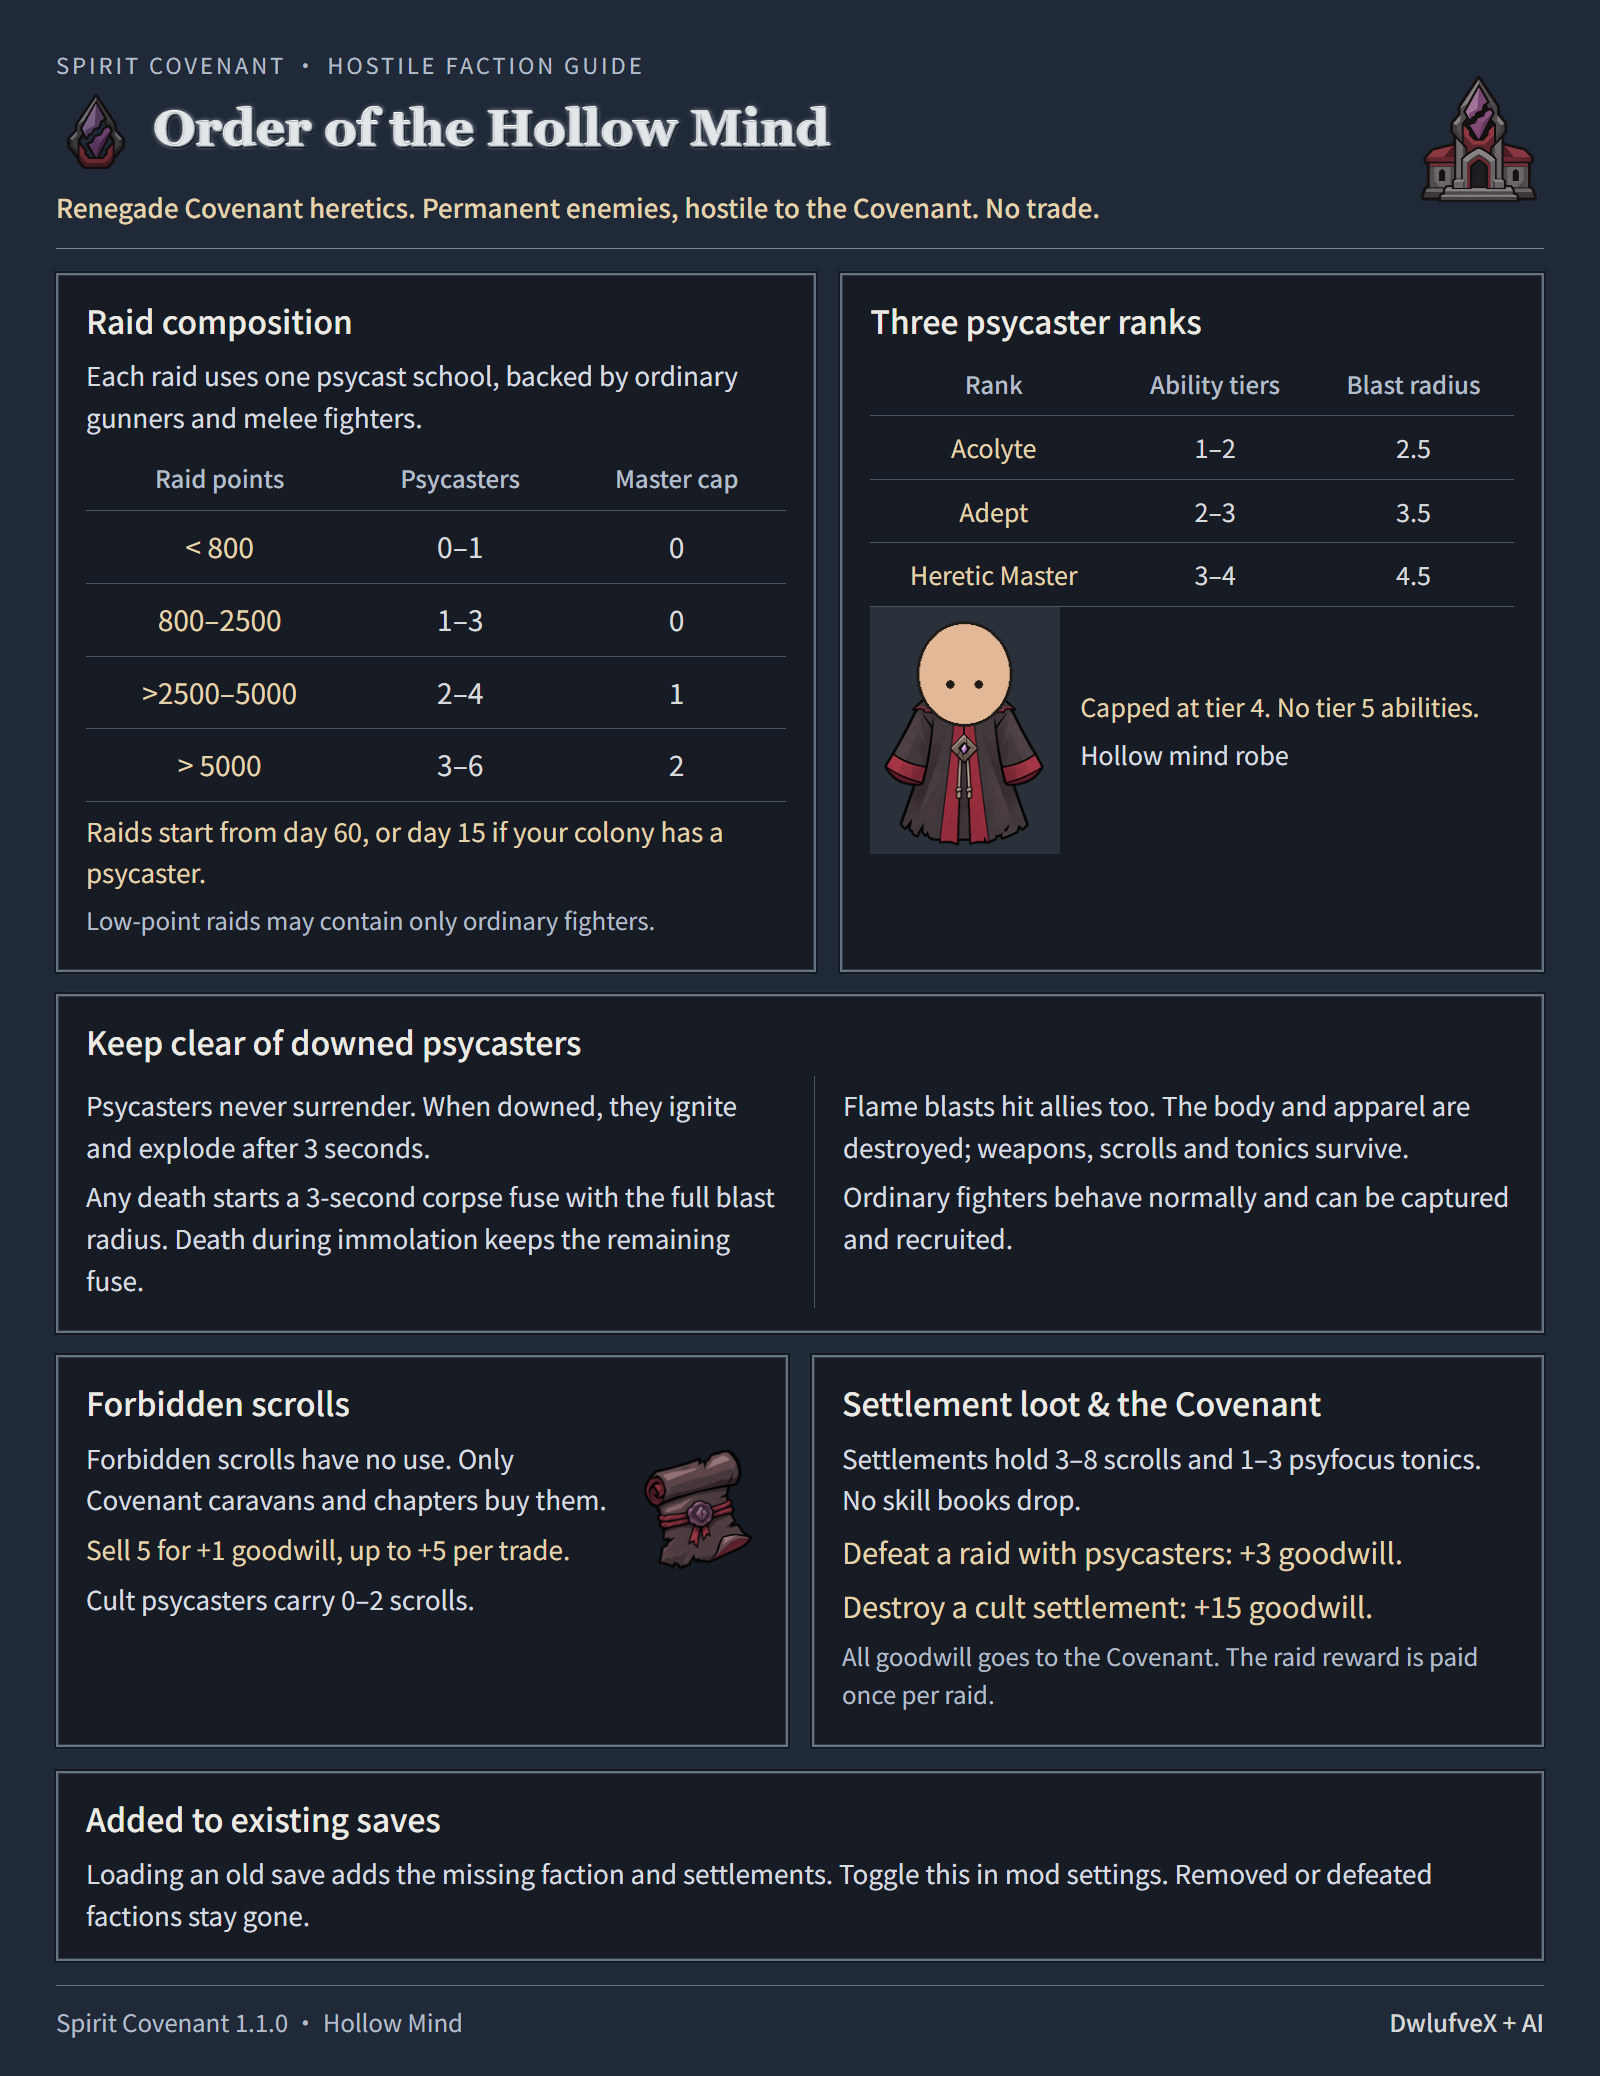 SPIRIT COVENANT • HOSTILE FACTION GUIDE
Order of the Hollow Mind
Renegade Covenant heretics. Permanent enemies, hostile to the Covenant. No trade.
Raid composition
Each raid uses one psycast school, backed by ordinary
gunners and melee fighters.
Raid points Psycasters Master cap
< 800 0–1 0
800–2500 1–3 0
>2500–5000 2–4 1
> 5000 3–6 2
Raids start from day 60, or day 15 if your colony has a
psycaster.
Low-point raids may contain only ordinary fighters.
Three psycaster ranks
Rank Ability tiers Blast radius
Acolyte 1–2 2.5
Adept 2–3 3.5
Heretic Master 3–4 4.5
Capped at tier 4. No tier 5 abilities.
Hollow mind robe
Keep clear of downed psycasters
Psycasters never surrender. When downed, they ignite
and explode after 3 seconds.
Any death starts a 3-second corpse fuse with the full blast
radius. Death during immolation keeps the remaining
fuse.
Flame blasts hit allies too. The body and apparel are
destroyed; weapons, scrolls and tonics survive.
Ordinary fighters behave normally and can be captured
and recruited.
Forbidden scrolls
Forbidden scrolls have no use. Only
Covenant caravans and chapters buy them.
Sell 5 for +1 goodwill, up to +5 per trade.
Cult psycasters carry 0–2 scrolls.
Settlement loot & the Covenant
Settlements hold 3–8 scrolls and 1–3 psyfocus tonics.
No skill books drop.
Defeat a raid with psycasters: +3 goodwill.
Destroy a cult settlement: +15 goodwill.
All goodwill goes to the Covenant. The raid reward is paid
once per raid.
Added to existing saves
Loading an old save adds the missing faction and settlements. Toggle this in mod settings. Removed or defeated
factions stay gone.
Spirit Covenant 1.1.0 • Hollow Mind
DwlufveX + AI